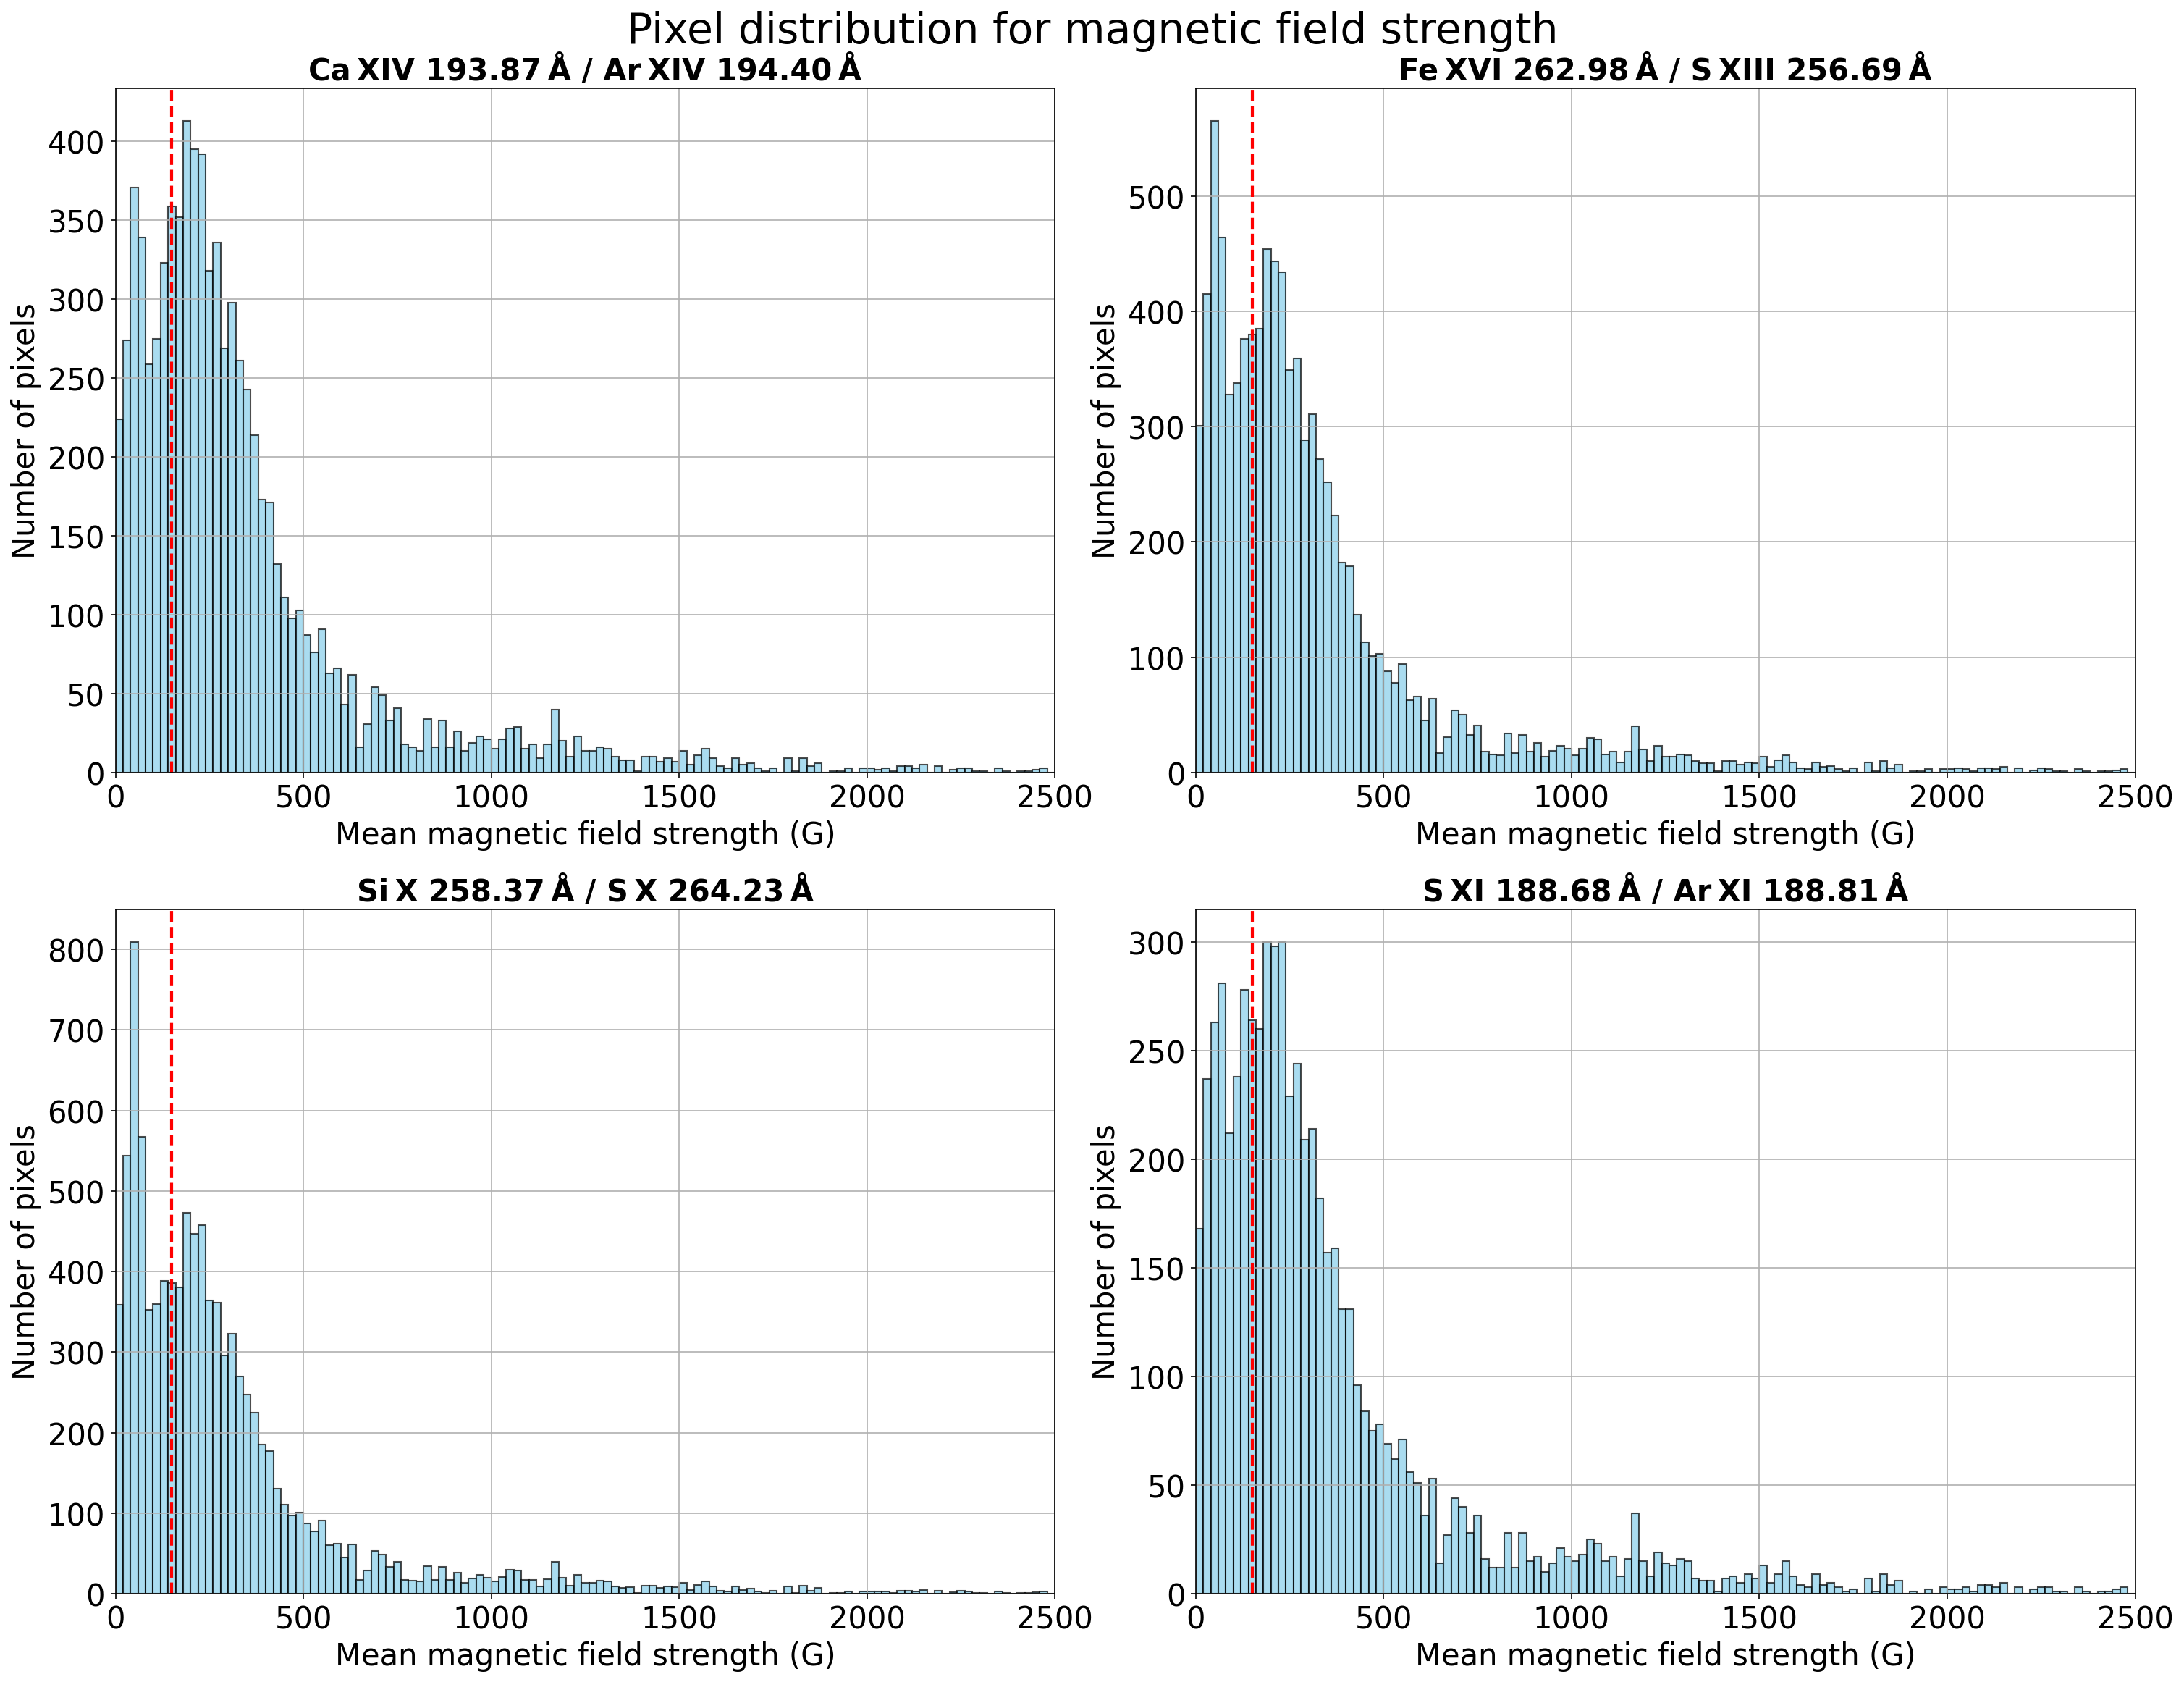 Pixel distribution for magnetic field strength
Ca XIV 193.87 Å / Ar XIV 194.40 Å
400
350
300
250
200
150
100
50
0
Number of pixels
0 500 1000 1500 2000 2500
Mean magnetic field strength (G)
Fe XVI 262.98 Å / S XIII 256.69 Å
500
400
300
200
100
0
Number of pixels
0 500 1000 1500 2000 2500
Mean magnetic field strength (G)
Si X 258.37 Å / S X 264.23 Å
800
700
600
500
400
300
200
100
0
Number of pixels
0 500 1000 1500 2000 2500
Mean magnetic field strength (G)
S XI 188.68 Å / Ar XI 188.81 Å
300
250
200
150
100
50
0
Number of pixels
0 500 1000 1500 2000 2500
Mean magnetic field strength (G)